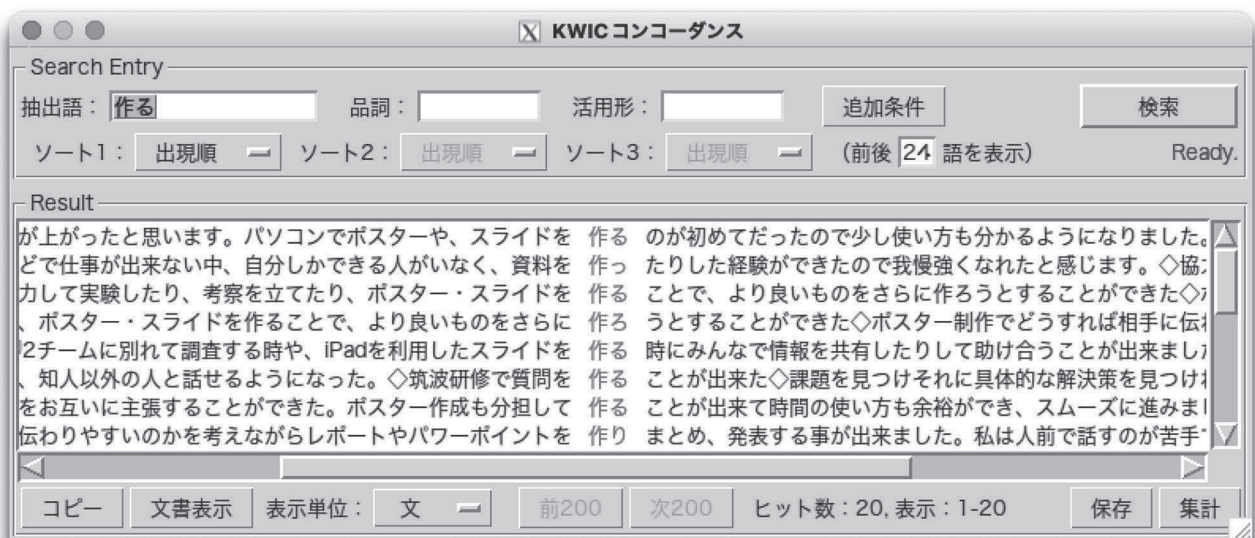 KWICコンコーダンス
Search Entry
抽出語： 作る 品詞： 活用形： 追加条件 検索
ソート1： 出現順 ソート2： 出現順 ソート3： 出現順 （前後 24 語を表示） Ready.
Result
が上がったと思います。パソコンでポスターや、スライドを 作る のが初めてだったので少し使い方も分かるようになりました。
どで仕事が出来ない中、自分しかできる人がいなく、資料を 作っ たりした経験ができたので我慢強くなれたと感じます。◇協
力して実験したり、考察を立てたり、ポスター・スライドを 作る ことで、より良いものをさらに作ろうとすることができた◇
、ポスター・スライドを作ることで、より良いものをさらに 作ろ うとすることができた◇ポスター制作でどうすれば相手に伝
2チームに別れて調査する時や、iPadを利用したスライドを 作る 時にみんなで情報を共有したりして助け合うことが出来まし
、知人以外の人と話せるようになった。◇筑波研修で質問を 作る ことが出来た◇課題を見つけそれに具体的な解決策を見つけ
をお互いに主張することができた。ポスター作成も分担して 作る ことが出来て時間の使い方も余裕ができ、スムーズに進みま
伝わりやすいのかを考えながらレポートやパワーポイントを 作り まとめ、発表する事が出来ました。私は人前で話すのが苦手
コピー 文書表示 表示単位： 文 前200 次200 ヒット数：20, 表示：1-20 保存 集計